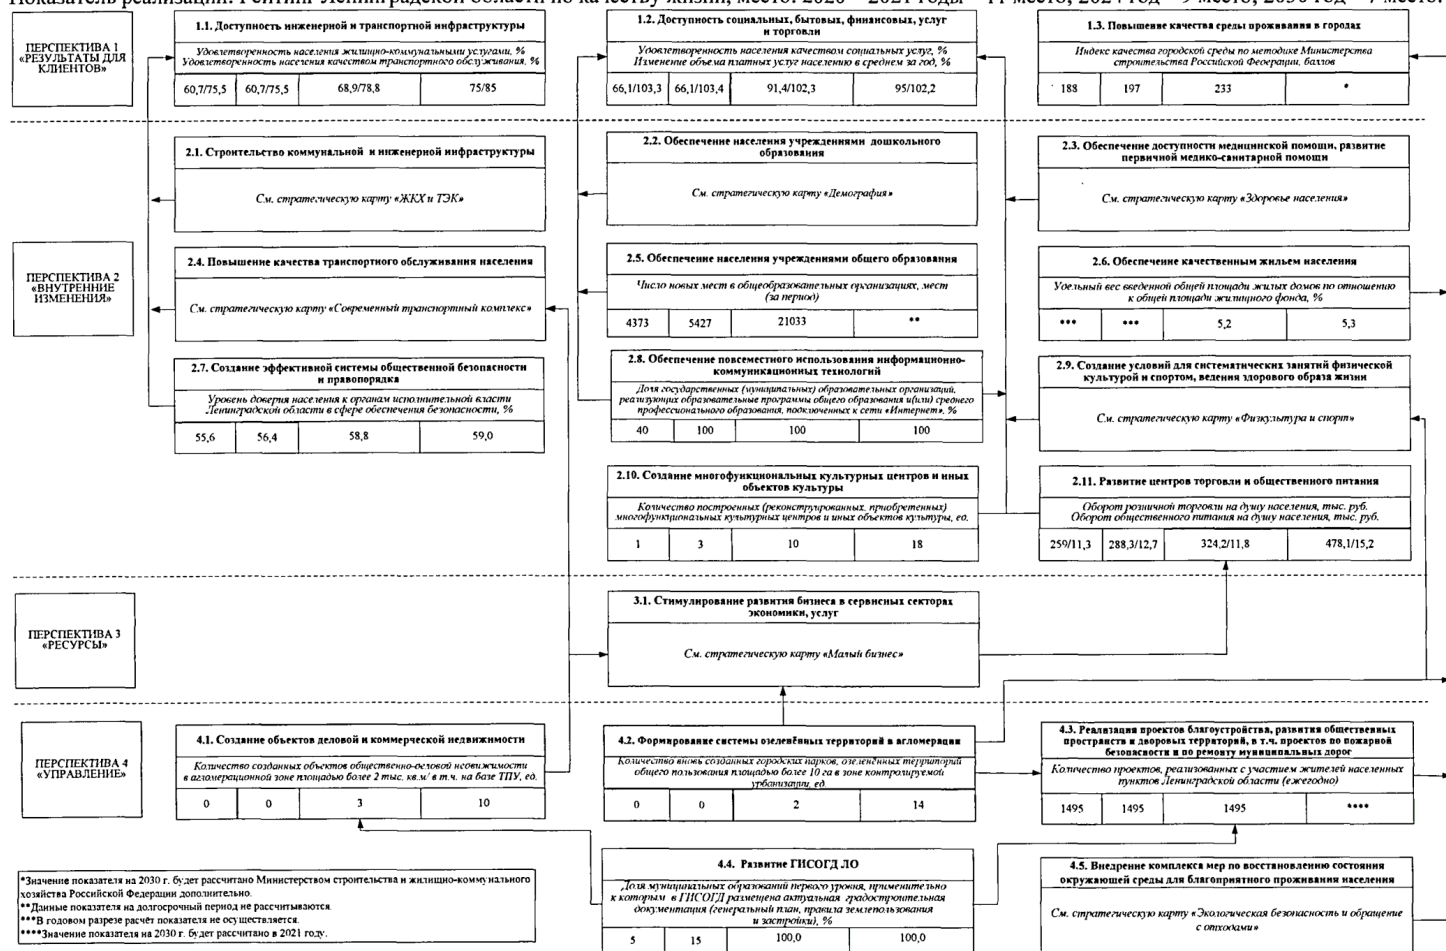 Показатель реализации: Рейтинг Ленинградской области по качеству жизни, место: 2020 – 2021 годы – 11 место, 2024 год – 9 место, 2030 год – 7 место.
ПЕРСПЕКТИВА 1
«РЕЗУЛЬТАТЫ ДЛЯ
КЛИЕНТОВ»
1.1. Доступность инженерной и транспортной инфраструктуры
Удовлетворенность населения жилищно-коммунальными услугами, %
Удовлетворенность населения качеством транспортного обслуживания, %
60,7/75,5 60,7/75,5 68,9/78,8 75/85
1.2. Доступность социальных, бытовых, финансовых, услуг
и торговли
Удовлетворенность населения качеством социальных услуг, %
Изменение объема платных услуг населению в среднем за год, %
66,1/103,3 66,1/103,4 91,4/102,3 95/102,2
1.3. Повышение качества среды проживания в городах
Индекс качества городской среды по методике Министерства
строительства Российской Федерации, баллов
188 197 233 *
ПЕРСПЕКТИВА 2
«ВНУТРЕННИЕ
ИЗМЕНЕНИЯ»
2.1. Строительство коммунальной и инженерной инфраструктуры
См. стратегическую карту «ЖКХ и ТЭК»
2.2. Обеспечение населения учреждениями дошкольного
образования
См. стратегическую карту «Демография»
2.3. Обеспечение доступности медицинской помощи, развитие
первичной медико-санитарной помощи
См. стратегическую карту «Здоровье населения»
2.4. Повышение качества транспортного обслуживания населения
См. стратегическую карту «Современный транспортный комплекс»
2.5. Обеспечение населения учреждениями общего образования
Число новых мест в общеобразовательных организациях, мест
(за период)
4373 5427 21033 **
2.6. Обеспечение качественным жильем населения
Удельный вес введенной общей площади жилых домов по отношению
к общей площади жилищного фонда, %
*** *** 5,2 5,3
2.7. Создание эффективной системы общественной безопасности
и правопорядка
Уровень доверия населения к органам исполнительной власти
Ленинградской области в сфере обеспечения безопасности, %
55,6 56,4 58,8 59,0
2.8. Обеспечение повсеместного использования информационно-
коммуникационных технологий
Доля государственных (муниципальных) образовательных организаций,
реализующих образовательные программы общего образования и(или) среднего
профессионального образования, подключенных к сети «Интернет», %
40 100 100 100
2.9. Создание условий для систематических занятий физической
культурой и спортом, ведения здорового образа жизни
См. стратегическую карту «Физкультура и спорт»
2.10. Создание многофункциональных культурных центров и иных
объектов культуры
Количество построенных (реконструированных, приобретенных)
многофункциональных культурных центров и иных объектов культуры, ед.
1 3 10 18
2.11. Развитие центров торговли и общественного питания
Оборот розничной торговли на душу населения, тыс. руб.
Оборот общественного питания на душу населения, тыс. руб.
259/11,3 288,3/12,7 324,2/11,8 478,1/15,2
ПЕРСПЕКТИВА 3
«РЕСУРСЫ»
3.1. Стимулирование развития бизнеса в сервисных секторах
экономики, услуг
См. стратегическую карту «Малый бизнес»
ПЕРСПЕКТИВА 4
«УПРАВЛЕНИЕ»
4.1. Создание объектов деловой и коммерческой недвижимости
Количество созданных объектов общественно-деловой недвижимости
в агломерационной зоне площадью более 2 тыс. кв.м/ в т.ч. на базе ТПУ, ед.
0 0 3 10
4.2. Формирование системы озеленённых территорий в агломерации
Количество вновь созданных городских парков, озеленённых территорий
общего пользования площадью более 10 га в зоне контролируемой
урбанизации, ед.
0 0 2 14
4.3. Реализация проектов благоустройства, развития общественных
пространств и дворовых территорий, в т.ч. проектов по пожарной
безопасности и по ремонту муниципальных дорог
Количество проектов, реализованных с участием жителей населенных
пунктов Ленинградской области (ежегодно)
1495 1495 1495 ****
4.4. Развитие ГИСОГД ЛО
Доля муниципальных образований первого уровня, применительно
к которым в ГИСОГД размещена актуальная градостроительная
документация (генеральный план, правила землепользования
и застройки), %
5 15 100,0 100,0
4.5. Внедрение комплекса мер по восстановлению состояния
окружающей среды для благоприятного проживания населения
См. стратегическую карту «Экологическая безопасность и обращение
с отходами»
*Значение показателя на 2030 г. будет рассчитано Министерством строительства и жилищно-коммунального
хозяйства Российской Федерации дополнительно.
**Данные показателя на долгосрочный период не рассчитываются.
***В годовом разрезе расчёт показателя не осуществляется.
****Значение показателя на 2030 г. будет рассчитано в 2021 году.